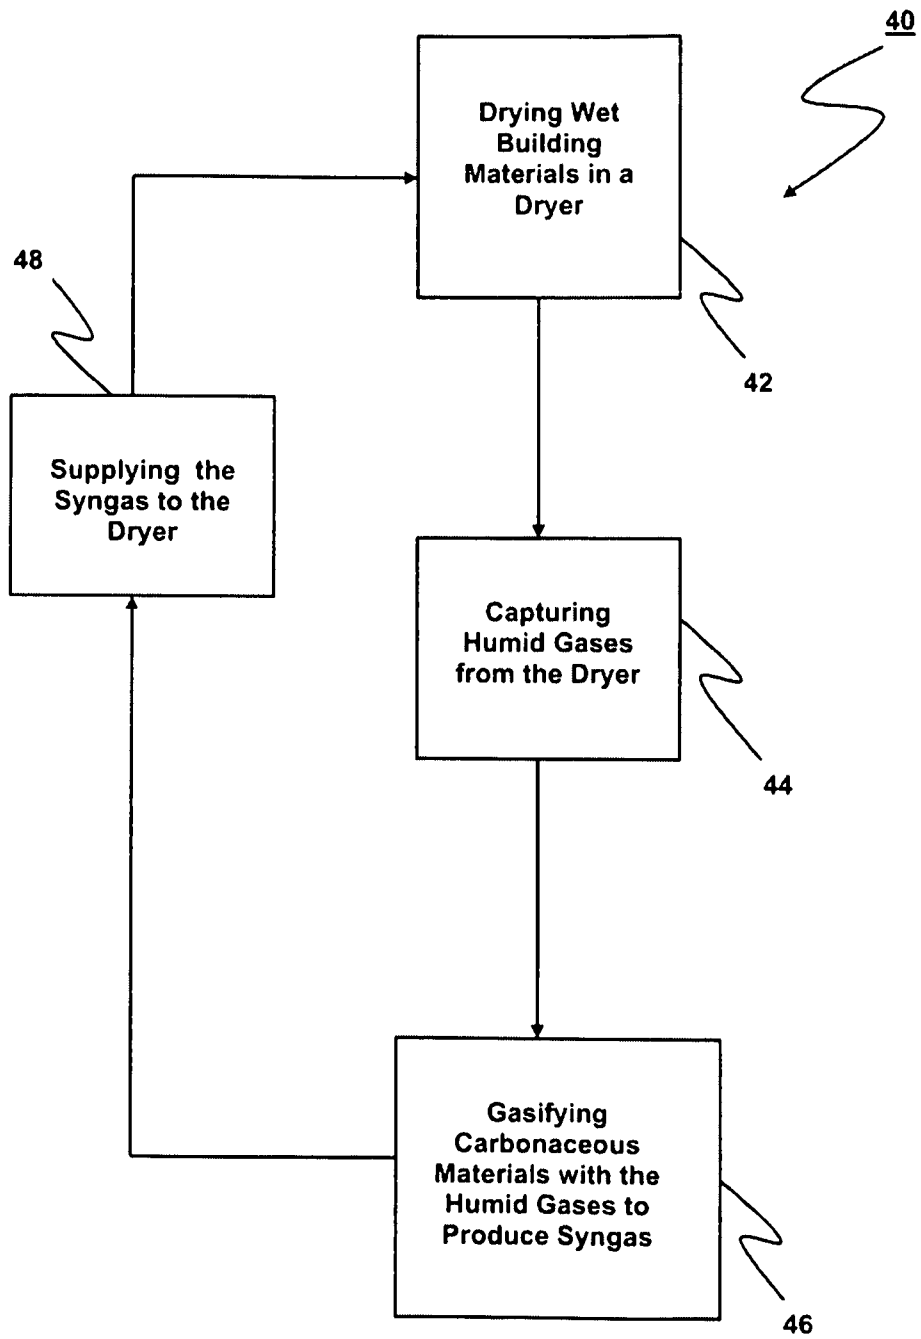 40
Drying Wet
Building
Materials in a
Dryer
42
48
Supplying the
Syngas to the
Dryer
Capturing
Humid Gases
from the Dryer
44
Gasifying
Carbonaceous
Materials with the
Humid Gases to
Produce Syngas
46